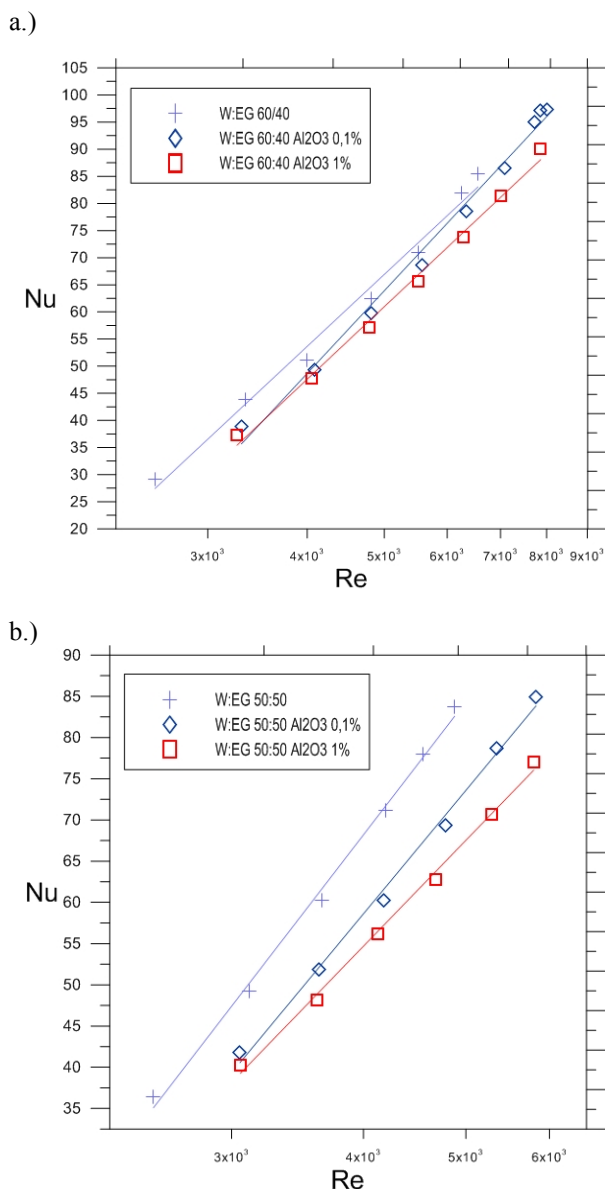 a.)
105
100
95
90
85
80
75
70
65
60
55
50
45
40
35
30
25
20
Nu
W:EG 60/40
W:EG 60:40 Al2O3 0,1%
W:EG 60:40 Al2O3 1%
3x10³ 4x10³ 5x10³ 6x10³ 7x10³ 8x10³ 9x10³
Re
b.)
90
85
80
75
70
65
60
55
50
45
40
35
Nu
W:EG 50:50
W:EG 50:50 Al2O3 0,1%
W:EG 50:50 Al2O3 1%
3x10³ 4x10³ 5x10³ 6x10³
Re